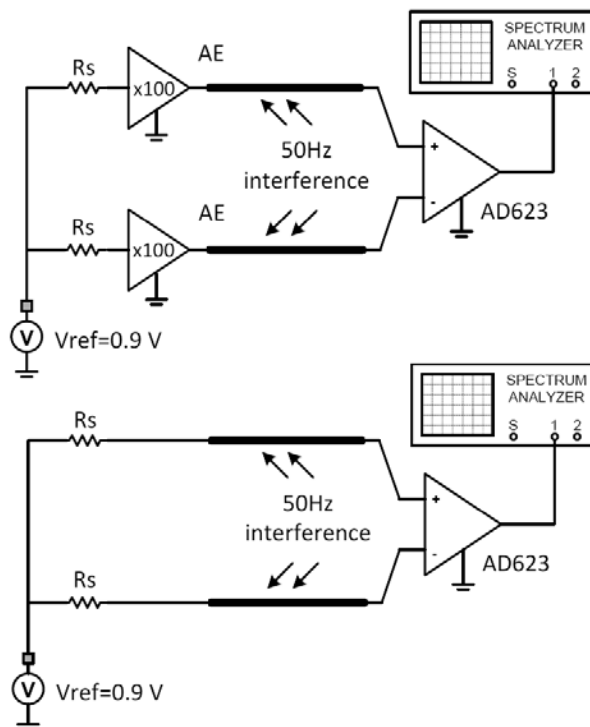 SPECTRUM
ANALYZER
S 1 2
Rs
AE
x100
50Hz
interference
+
-
AD623
Rs
AE
x100
V
Vref=0.9 V
SPECTRUM
ANALYZER
S 1 2
Rs
50Hz
interference
+
-
AD623
Rs
V
Vref=0.9 V